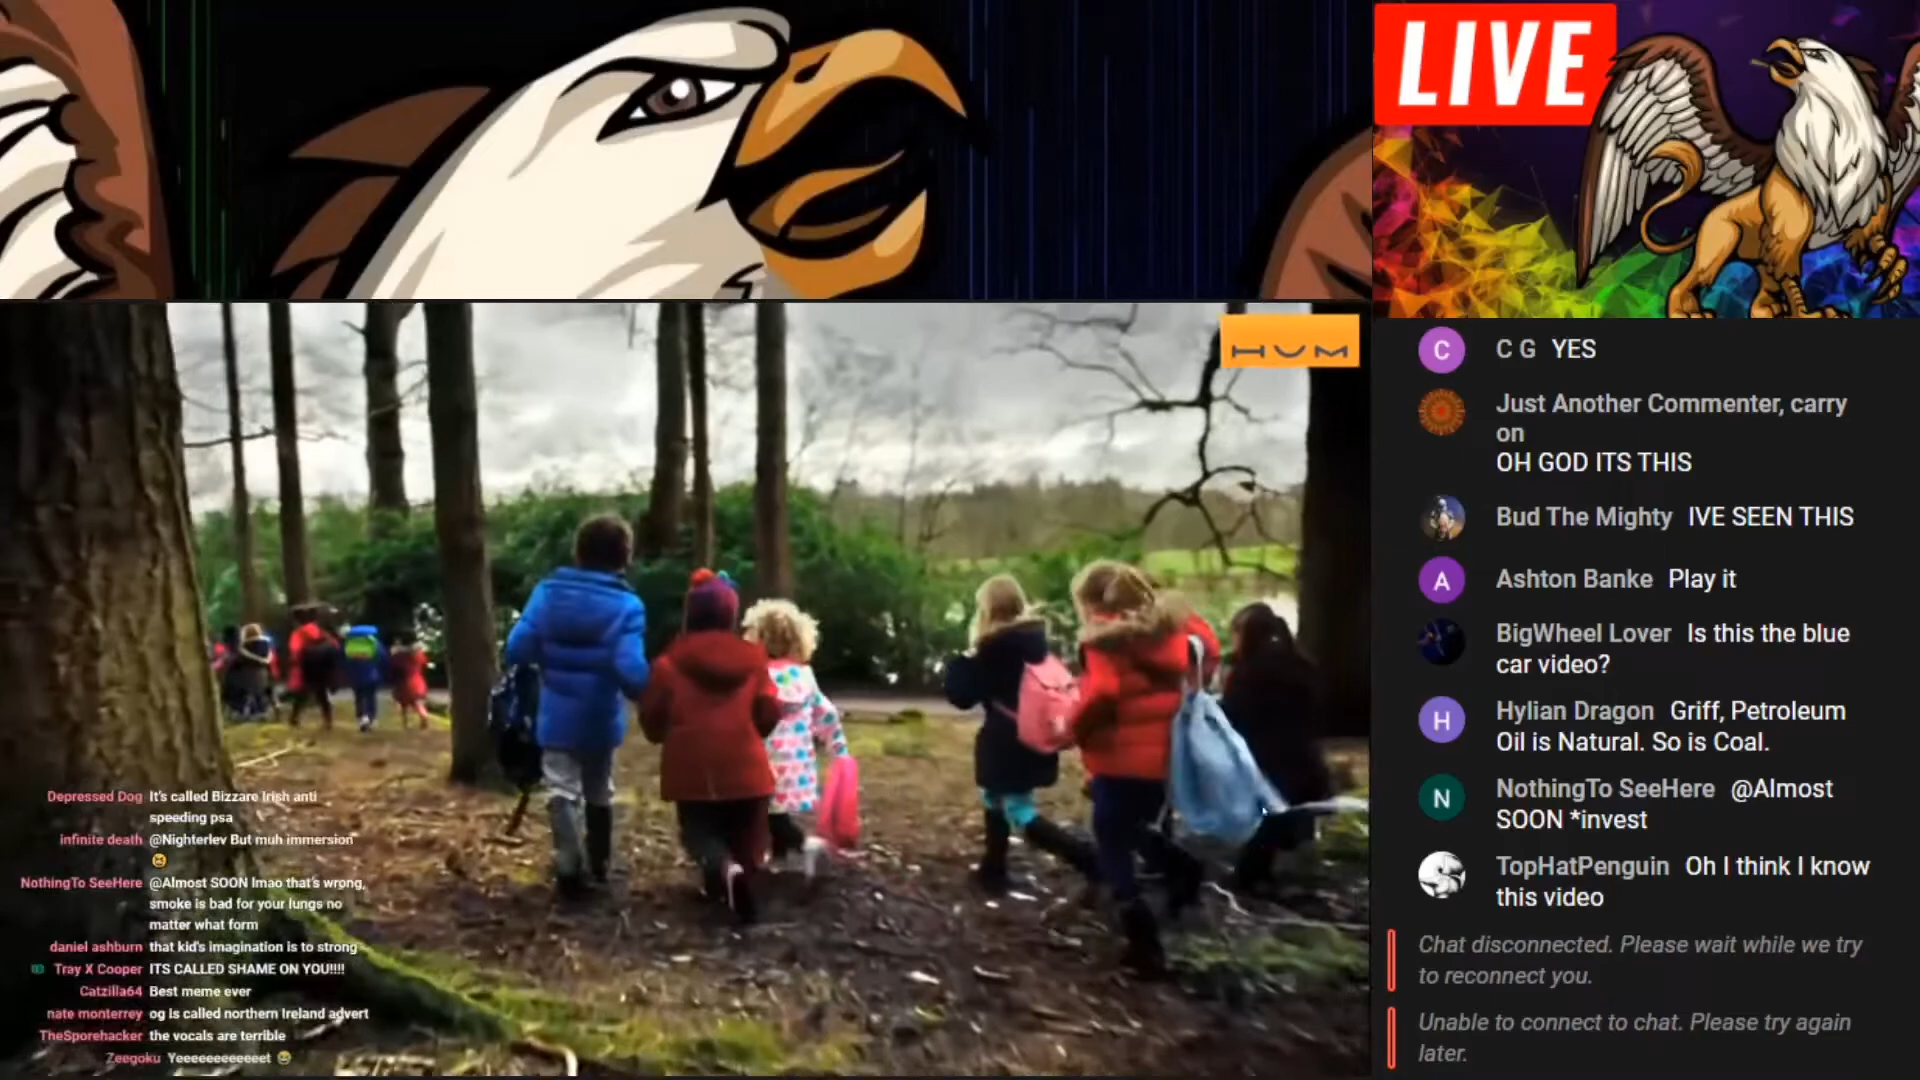 LIVE
HUM
C
C G YES
Just Another Commenter, carry
on
OH GOD ITS THIS
Bud The Mighty IVE SEEN THIS
A
Ashton Banke Play it
BigWheel Lover Is this the blue
car video?
H
Hylian Dragon Griff, Petroleum
Oil is Natural. So is Coal.
N
NothingTo SeeHere @Almost
SOON *invest
TopHatPenguin Oh I think I know
this video
Chat disconnected. Please wait while we try
to reconnect you.
Unable to connect to chat. Please try again
later.
Depressed Dog It's called Bizzare Irish anti
speeding psa
infinite death @Nighterlev But muh immersion
NothingTo SeeHere @Almost SOON lmao that's wrong,
smoke is bad for your lungs no
matter what form
daniel ashburn that kid's imagination is to strong
Tray X Cooper ITS CALLED SHAME ON YOU!!!!
Catzilla64 Best meme ever
nate monterrey og is called northern Ireland advert
TheSporehacker the vocals are terrible
Zeegoku Yeeeeeeeeeeeet